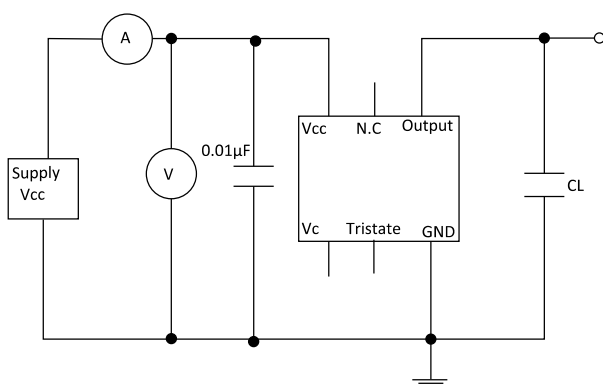 A
Vcc
N.C
Output
0.01µF
Supply
Vcc
V
CL
Vc
Tristate
GND